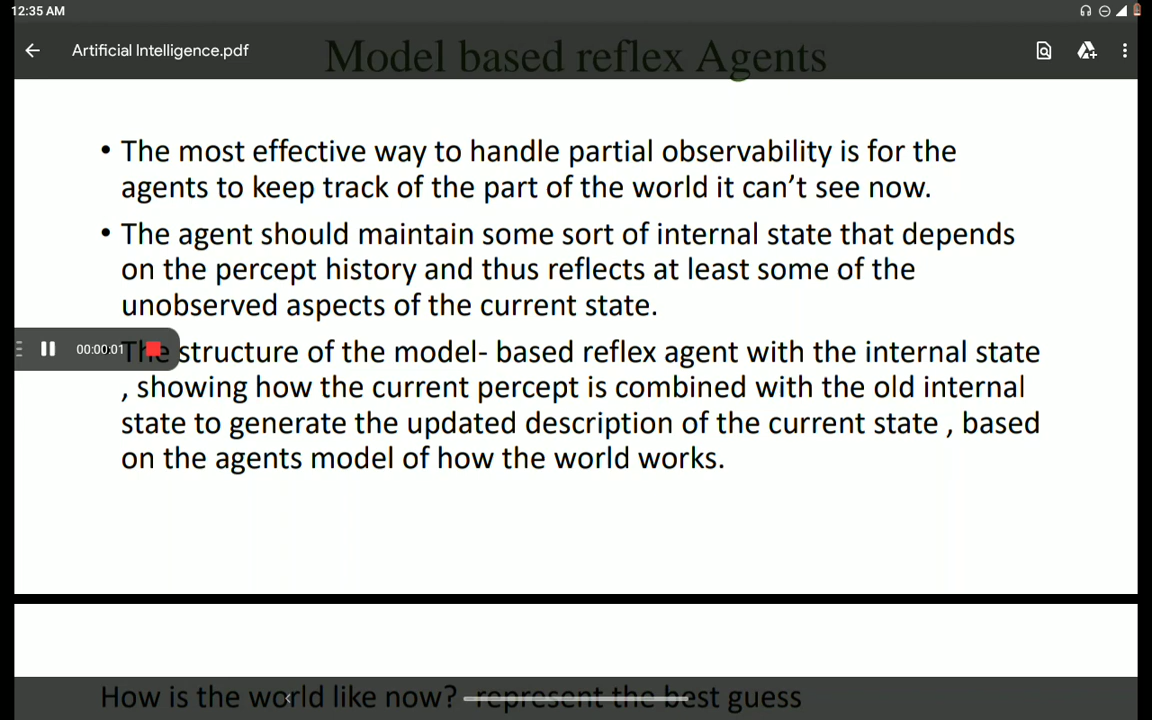 12:35 AM
Artificial Intelligence.pdf
Model based reflex Agents
• The most effective way to handle partial observability is for the
agents to keep track of the part of the world it can’t see now.
• The agent should maintain some sort of internal state that depends
on the percept history and thus reflects at least some of the
unobserved aspects of the current state.
00:00:01
The structure of the model- based reflex agent with the internal state
, showing how the current percept is combined with the old internal
state to generate the updated description of the current state , based
on the agents model of how the world works.
How is the world like now? represent the best guess